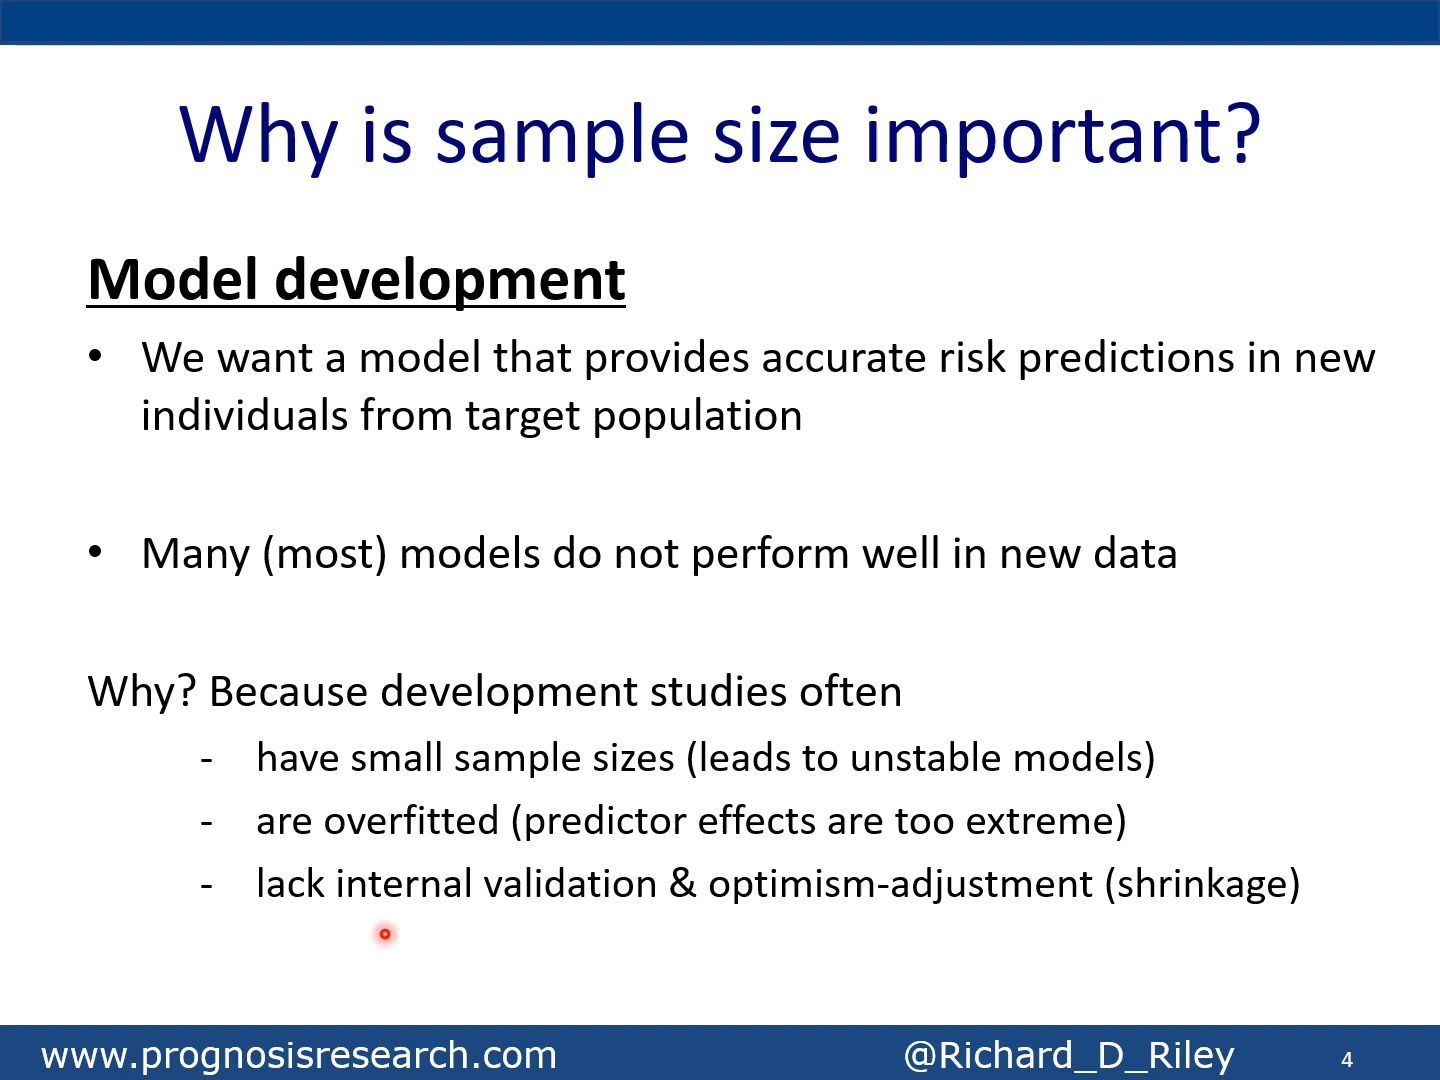 Why is sample size important?
Model development
• We want a model that provides accurate risk predictions in new
individuals from target population
• Many (most) models do not perform well in new data
Why? Because development studies often
- have small sample sizes (leads to unstable models)
- are overfitted (predictor effects are too extreme)
- lack internal validation & optimism-adjustment (shrinkage)
www.prognosisresearch.com @Richard_D_Riley 4